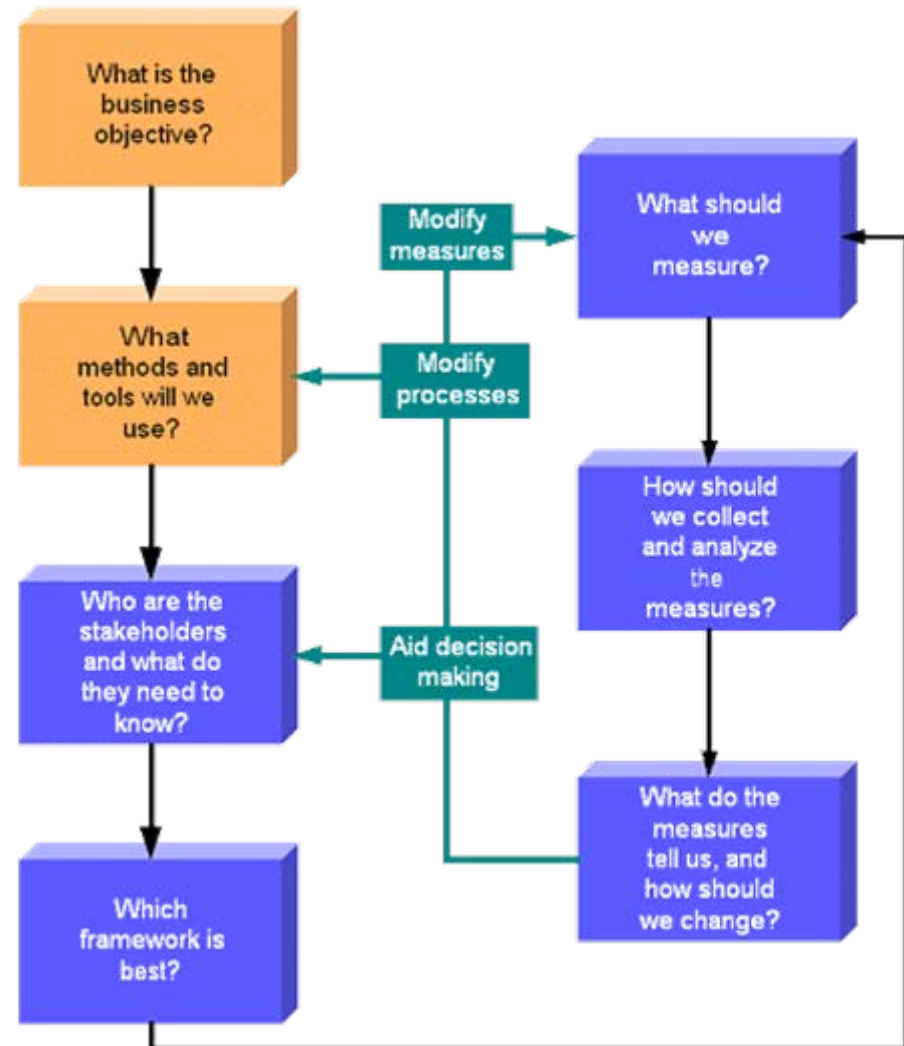 What is the
business
objective?
What
methods and
tools will we
use?
Who are the
stakeholders
and what do
they need to
know?
Which
framework is
best?
Modify
measures
Modify
processes
Aid decision
making
What should
we
measure?
How should
we collect
and analyze
the
measures?
What do the
measures
tell us, and
how should
we change?